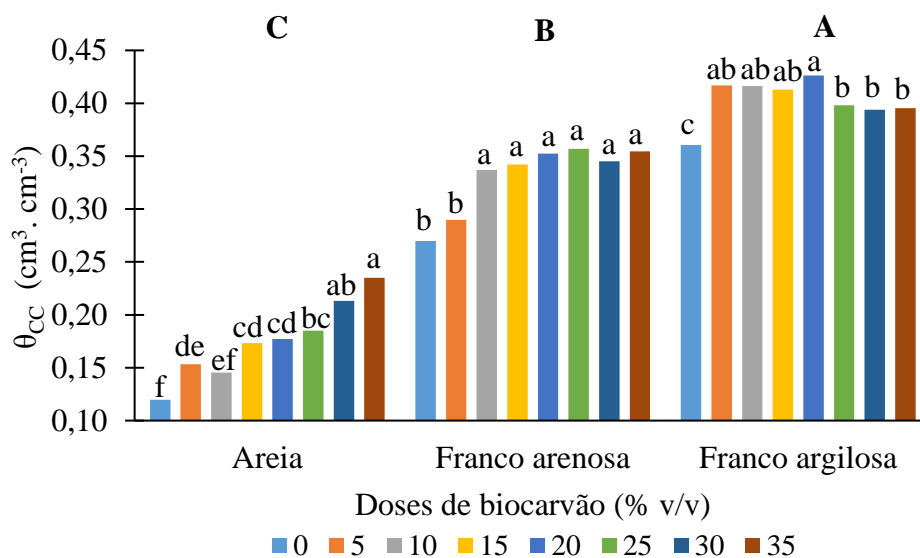 C B A
0,45
0,40
0,35
0,30
0,25
0,20
0,15
0,10
θCC (cm³. cm-³)
f de ef cd cd bc ab a
b b a a a a a a
c ab ab ab a b b b
Areia Franco arenosa Franco argilosa
Doses de biocarvão (% v/v)
0 5 10 15 20 25 30 35